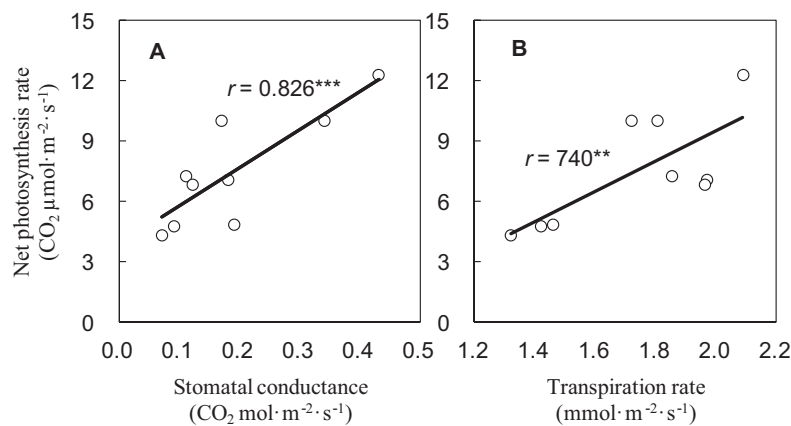 Net photosynthesis rate
(CO₂ μmol·m⁻²·s⁻¹)
15
12
9
6
3
0
A
r = 0.826***
0.0 0.1 0.2 0.3 0.4 0.5
Stomatal conductance
(CO₂ mol·m⁻²·s⁻¹)
15
12
9
6
3
0
B
r = 740**
1.2 1.4 1.6 1.8 2.0 2.2
Transpiration rate
(mmol·m⁻²·s⁻¹)